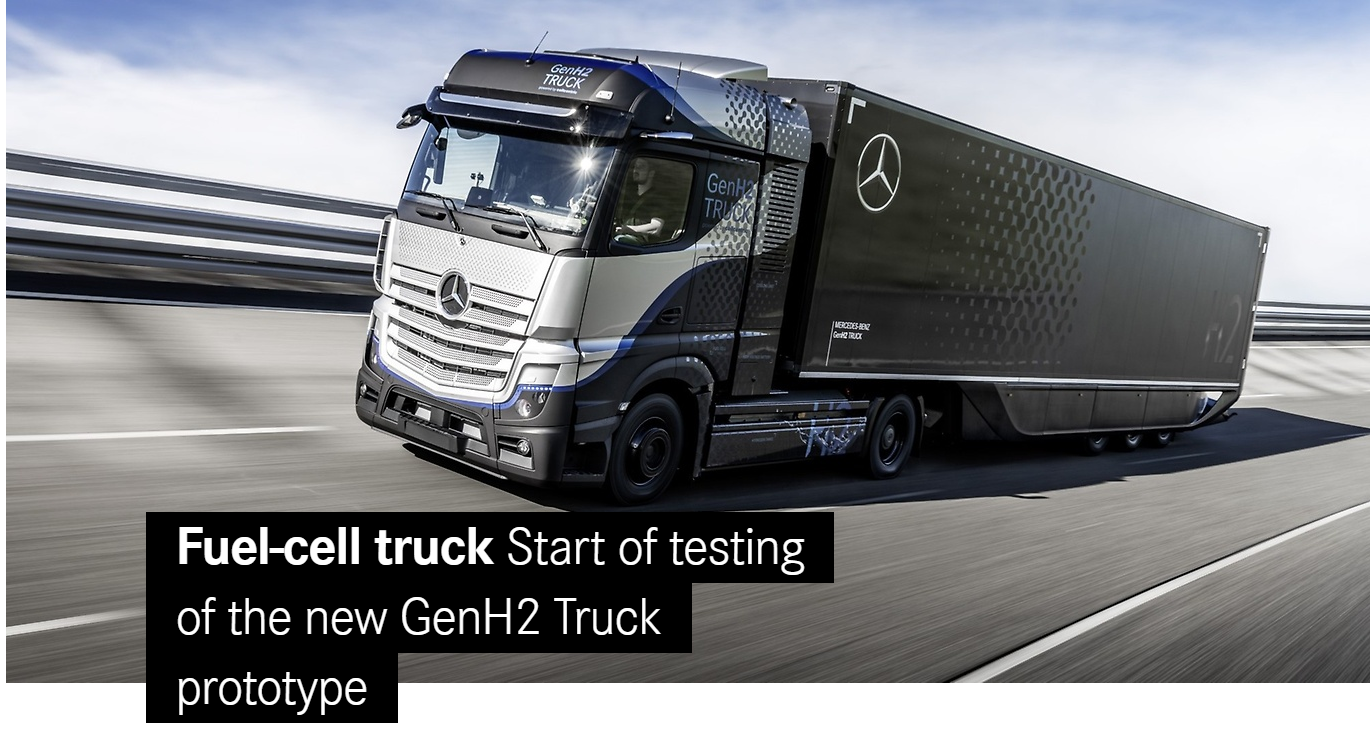 GenH2
TRUCK
GenH2
TRUCK
MERCEDES-BENZ
GenH2 TRUCK
Fuel-cell truck Start of testing
of the new GenH2 Truck
prototype